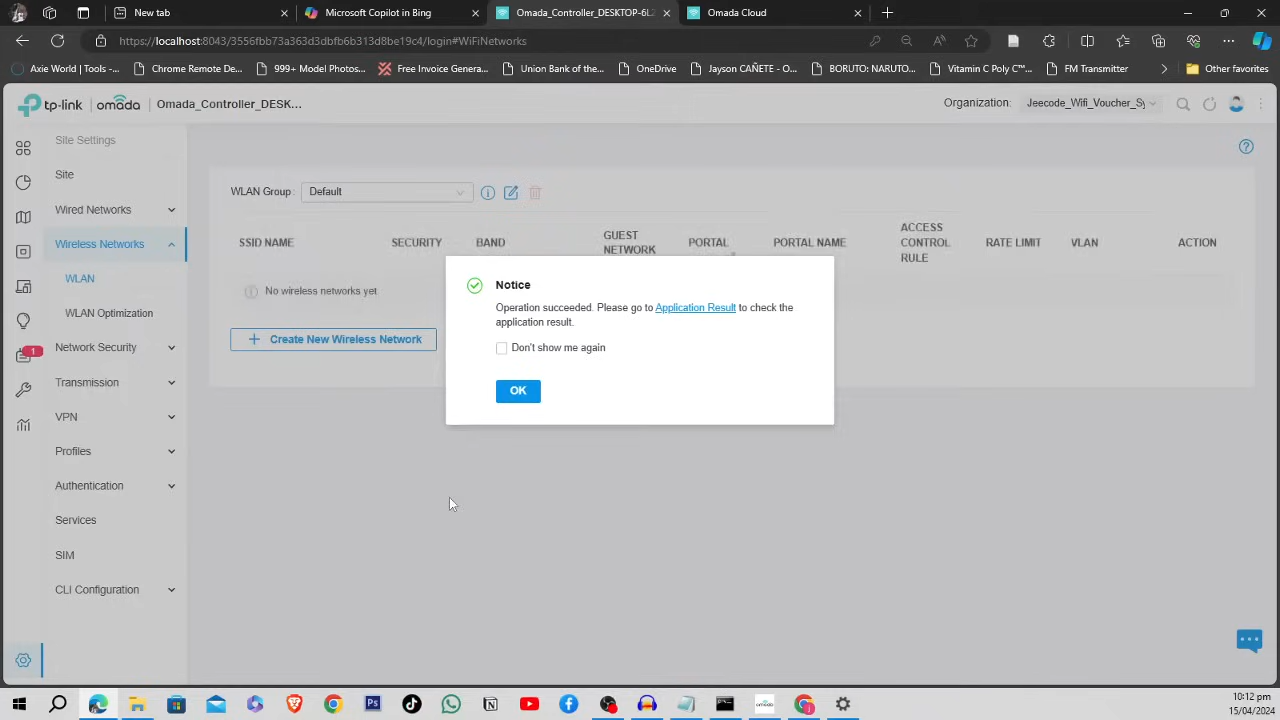 New tab
Microsoft Copilot in Bing
Omada_Controller_DESKTOP-6L
Omada Cloud
https://localhost:8043/3556fbb73a363d3dbfb6b313d8be19c4/login#WiFiNetworks
Axie World | Tools -...
Chrome Remote De...
999+ Model Photos...
Free Invoice Genera...
Union Bank of the...
OneDrive
Jayson CAÑETE - O...
BORUTO: NARUTO...
Vitamin C Poly C™...
FM Transmitter
Other favorites
tp-link
omada
Omada_Controller_DESK...
Organization:
Jeecode_Wifi_Voucher_Sy
Site Settings
Site
Wired Networks
Wireless Networks
WLAN
WLAN Optimization
Network Security
1
Transmission
VPN
Profiles
Authentication
Services
SIM
CLI Configuration
WLAN Group:
Default
SSID NAME
SECURITY
BAND
GUEST
NETWORK
PORTAL
PORTAL NAME
ACCESS
CONTROL
RULE
RATE LIMIT
VLAN
ACTION
No wireless networks yet
Create New Wireless Network
Notice
Operation succeeded. Please go to Application Result to check the
application result.
Don't show me again
OK
10:12 pm
15/04/2024